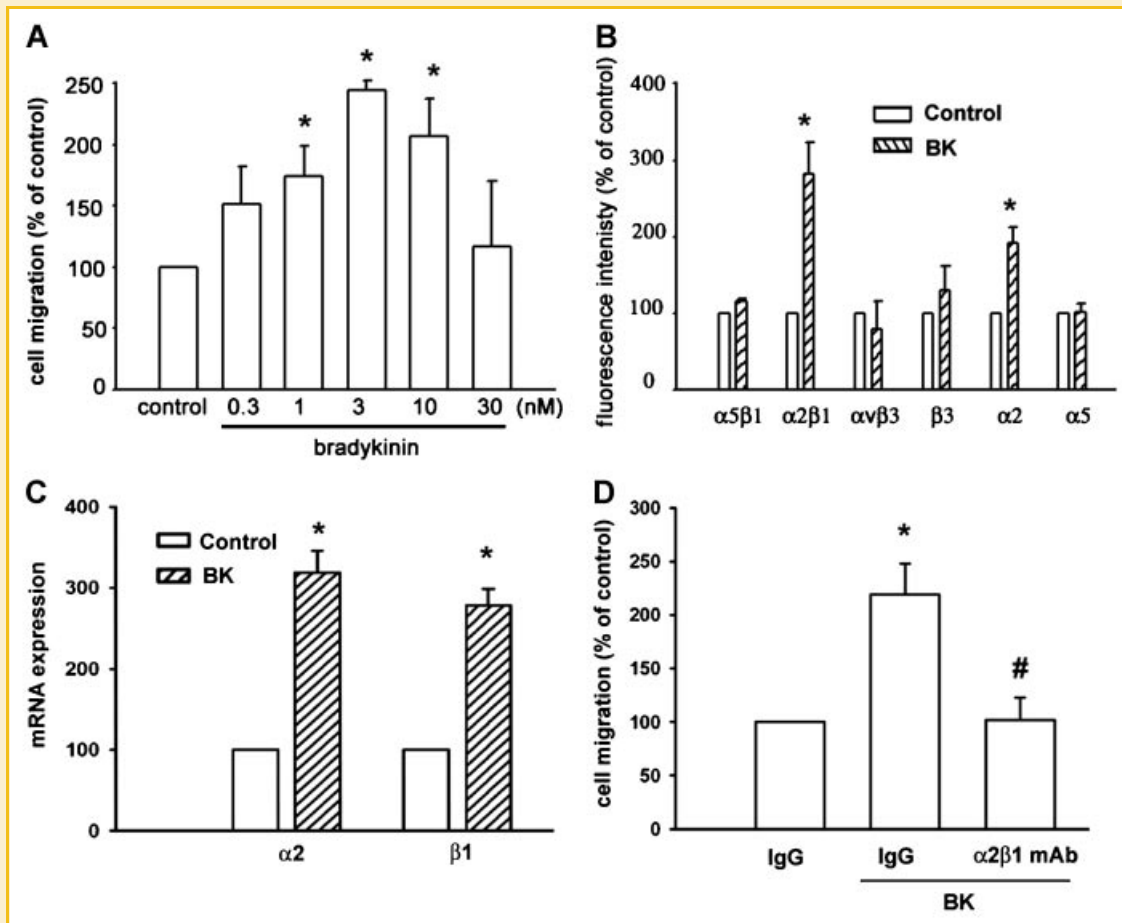 A
cell migration (% of control)
250
200
150
100
50
0
*
*
*
control 0.3 1 3 10 30 (nM)
bradykinin
B
fluorescence intenisty (% of control)
400
300
200
100
0
Control
BK
*
*
α5β1 α2β1 αvβ3 β3 α2 α5
C
mRNA expression
400
300
200
100
0
Control
BK
*
*
α2 β1
D
cell migration (% of control)
300
250
200
150
100
50
0
*
#
IgG IgG α2β1 mAb
BK